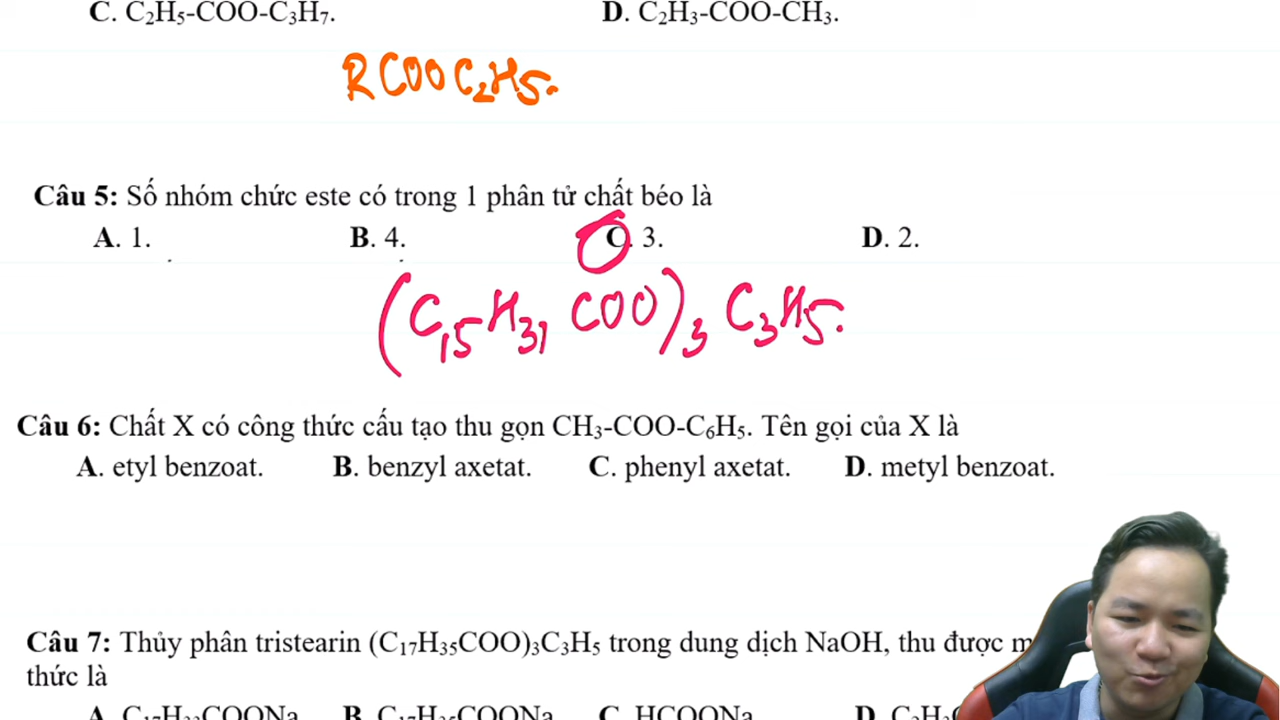 C. C₂H₅-COO-C₃H₇. D. C₂H₃-COO-CH₃.
RCOOC₂H₅.
Câu 5: Số nhóm chức este có trong 1 phân tử chất béo là
A. 1. B. 4. C. 3. D. 2.
(C₁₅H₃₁COO)₃C₃H₅.
Câu 6: Chất X có công thức cấu tạo thu gọn CH₃-COO-C₆H₅. Tên gọi của X là
A. etyl benzoat. B. benzyl axetat. C. phenyl axetat. D. metyl benzoat.
Câu 7: Thủy phân tristearin (C₁₇H₃₅COO)₃C₃H₅ trong dung dịch NaOH, thu được
thức là
B. C₁₇H₃₅COONa C. HCOONa D.